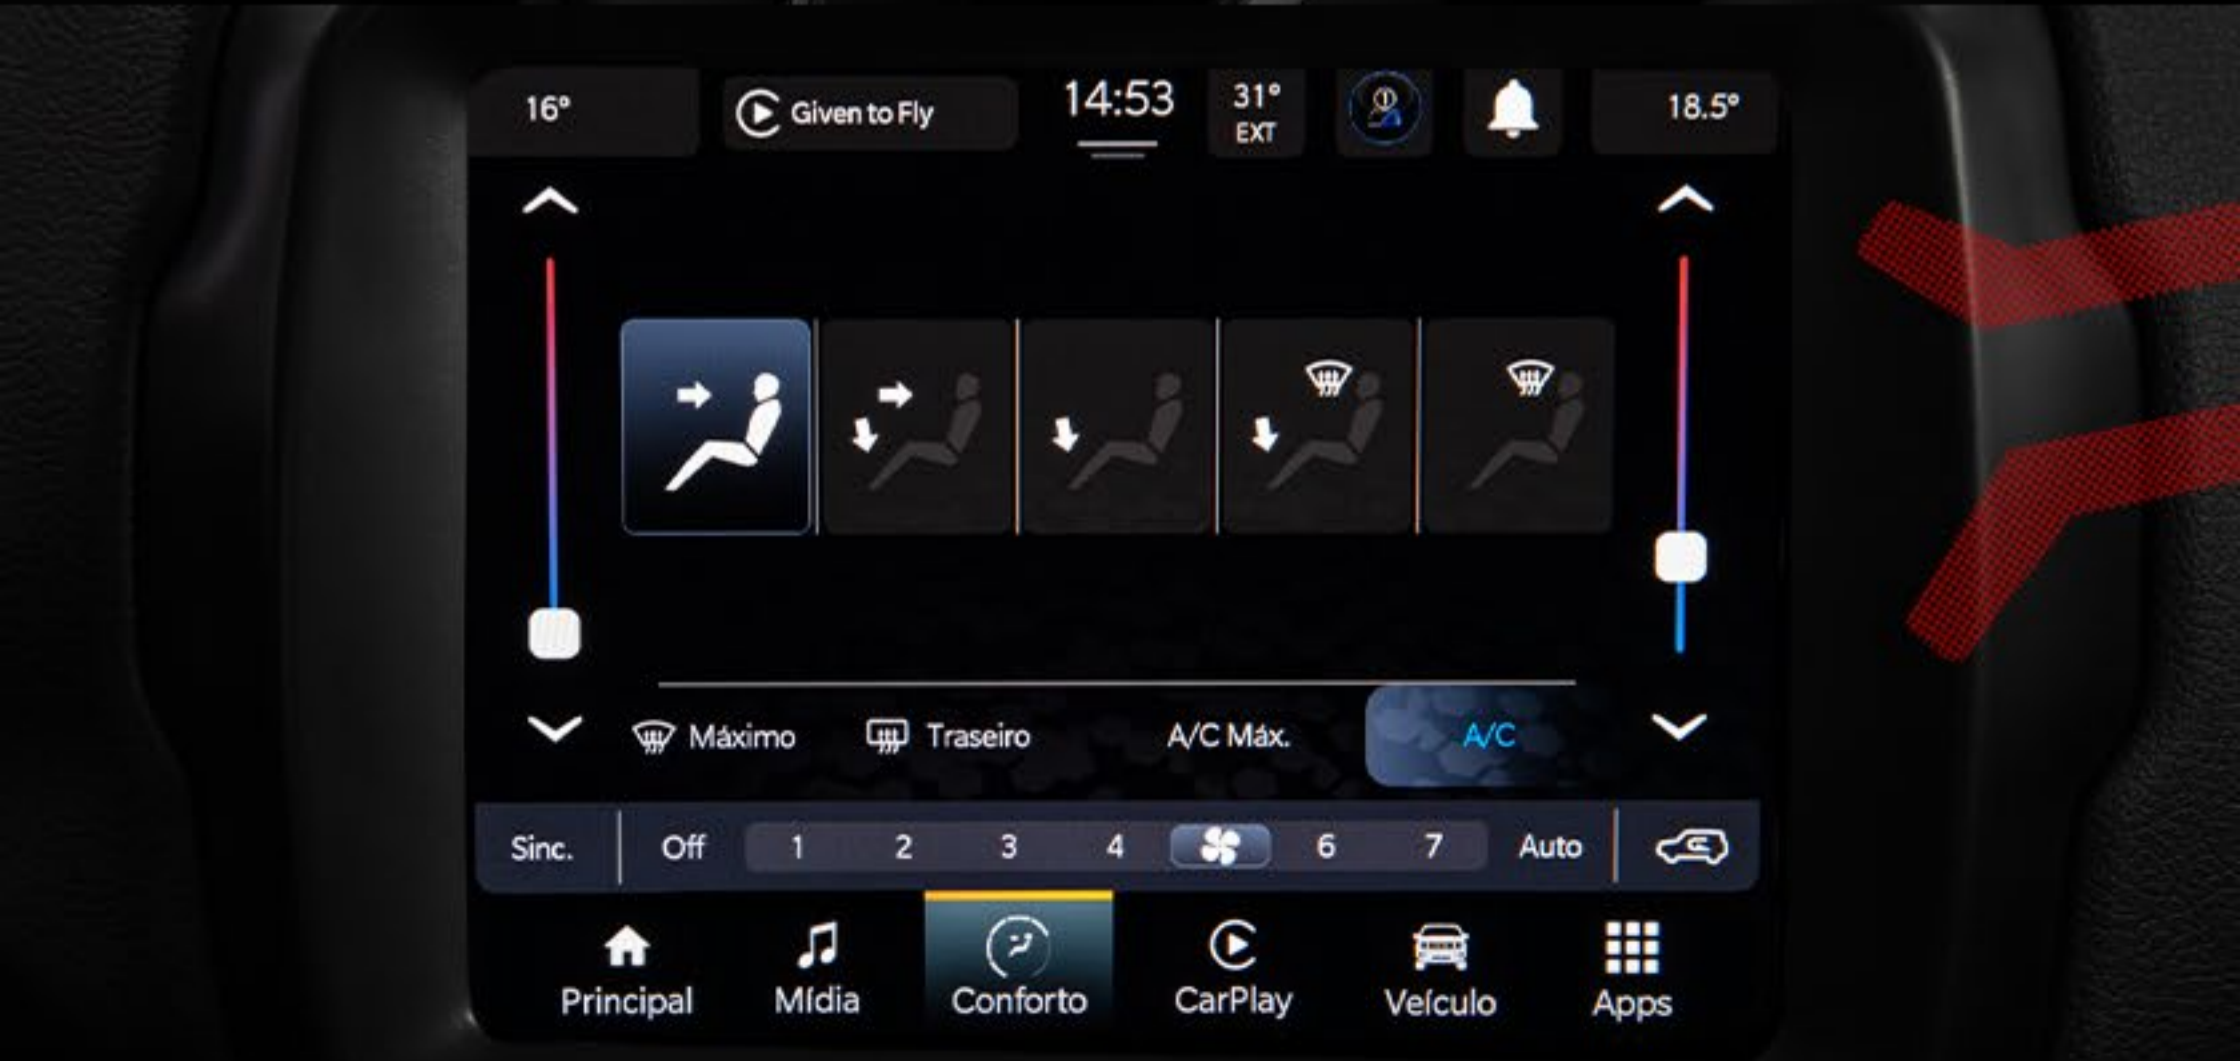 16°
Given to Fly
14:53
31°
EXT
18.5°
Máximo
Traseiro
A/C Máx.
A/C
Sinc.
Off
1
2
3
4
6
7
Auto
Principal
Mídia
Conforto
CarPlay
Veículo
Apps